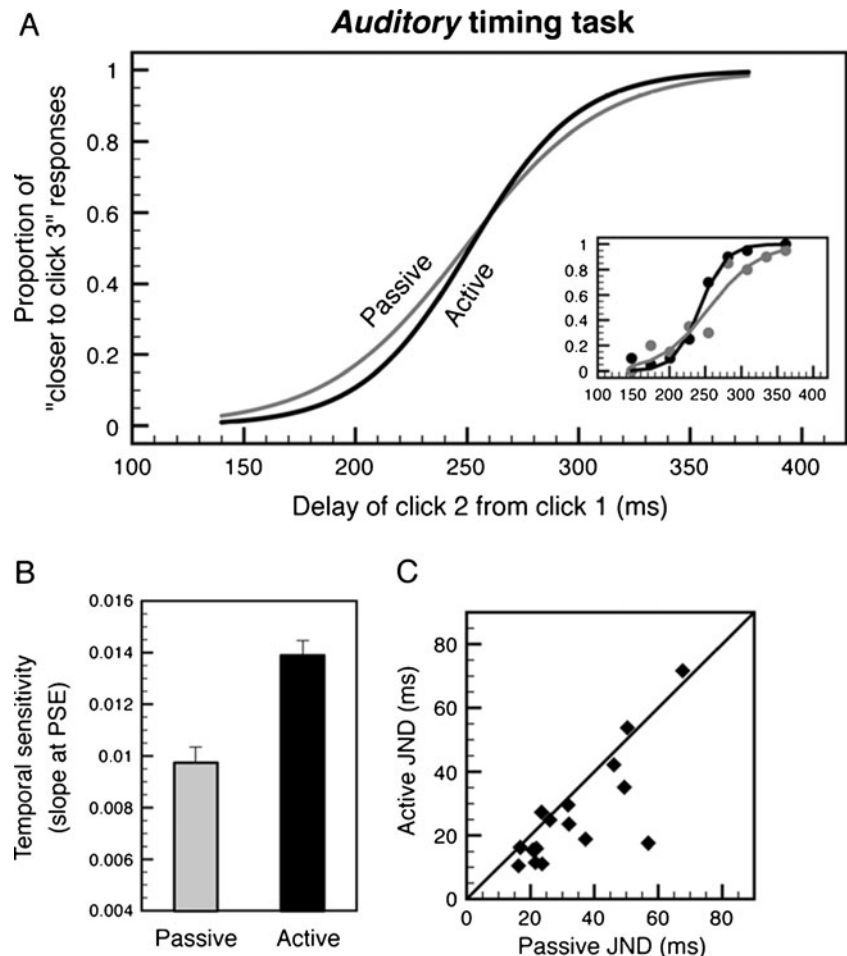 A
Auditory timing task
Proportion of
"closer to click 3" responses
1
0.8
0.6
0.4
0.2
0
Passive
Active
1
0.8
0.6
0.4
0.2
0
100 150 200 250 300 350 400
100 150 200 250 300 350 400
Delay of click 2 from click 1 (ms)
B
Temporal sensitivity
(slope at PSE)
0.016
0.014
0.012
0.01
0.008
0.006
0.004
Passive Active
C
Active JND (ms)
80
60
40
20
0
0 20 40 60 80
Passive JND (ms)